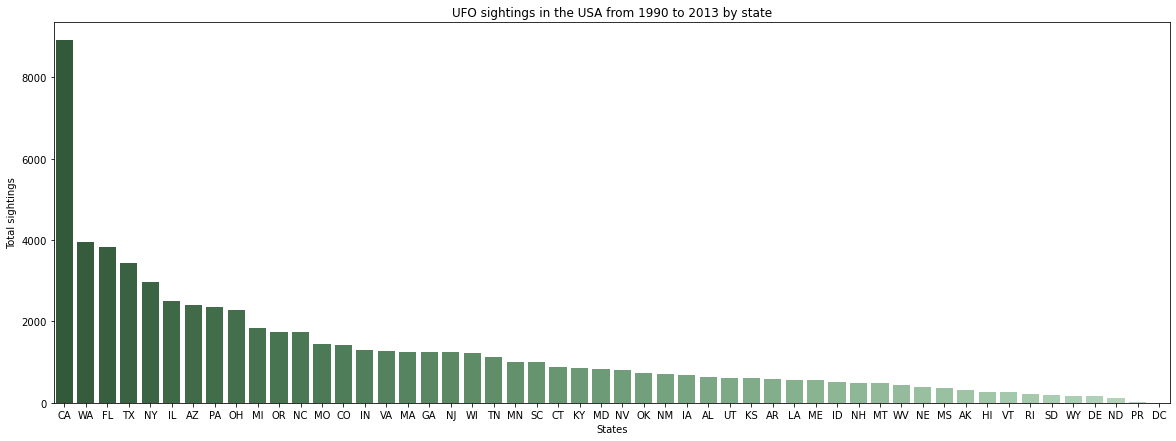 UFO sightings in the USA from 1990 to 2013 by state
8000
6000
4000
2000
0
Total sightings
CA WA FL TX NY IL AZ PA OH MI OR NC MO CO IN VA MA GA NJ WI TN MN SC CT KY MD NV OK NM IA AL UT KS AR LA ME ID NH MT WV NE MS AK HI VT RI SD WY DE ND PR DC
States